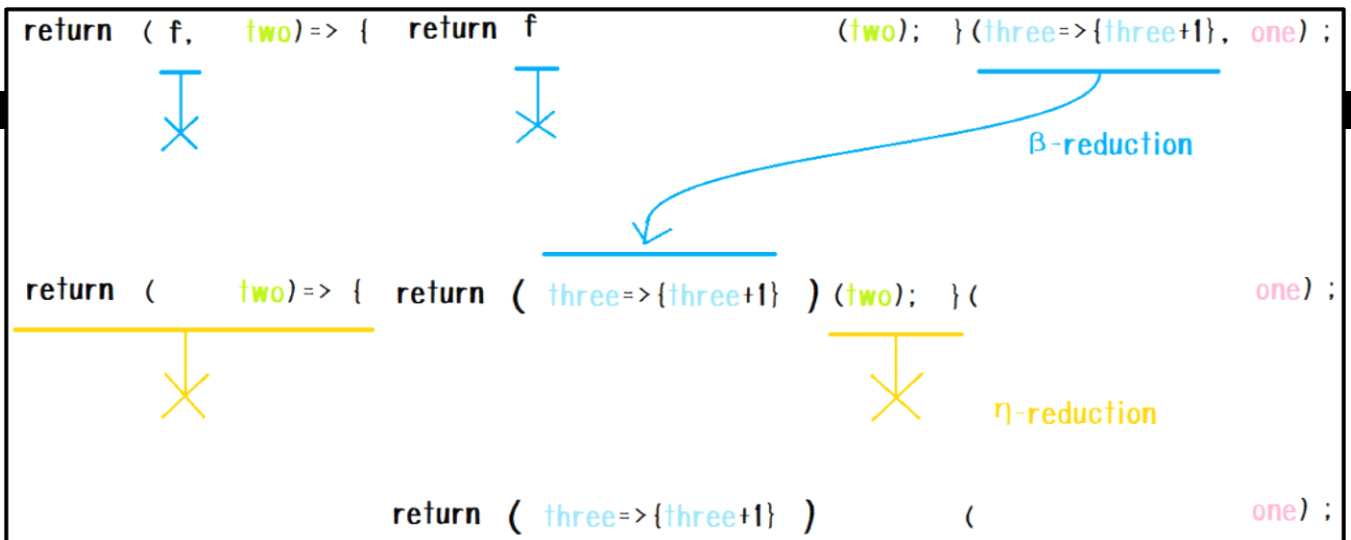 return ( f, two)=> { return f (two); }(three=>{three+1}, one) ;
β-reduction
return ( two)=> { return ( three=>{three+1} ) (two); }( one) ;
η-reduction
return ( three=>{three+1} ) ( one) ;